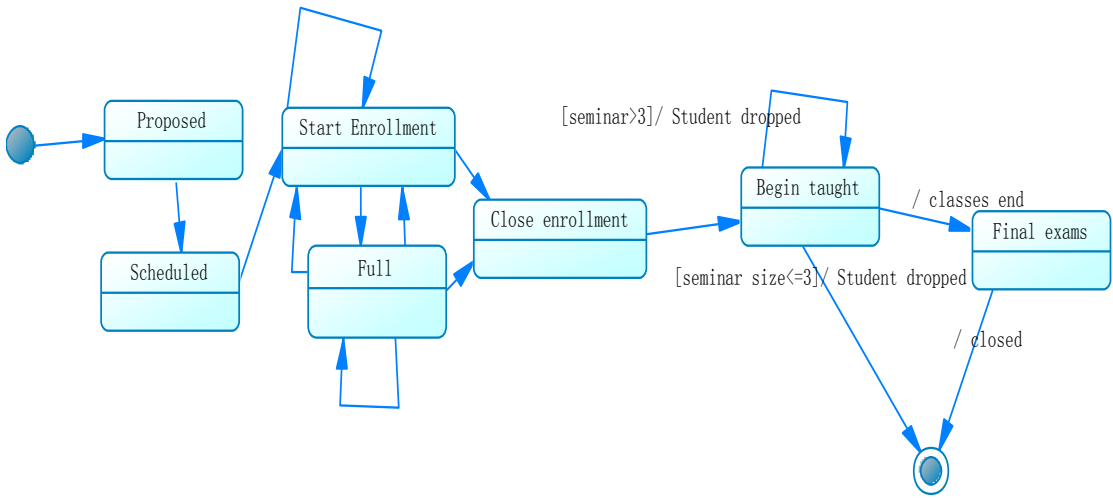 Proposed
Start Enrollment
[seminar>3]/ Student dropped
Begin taught
/ classes end
Close enrollment
Final exams
Scheduled
Full
[seminar size<=3]/ Student dropped
/ closed